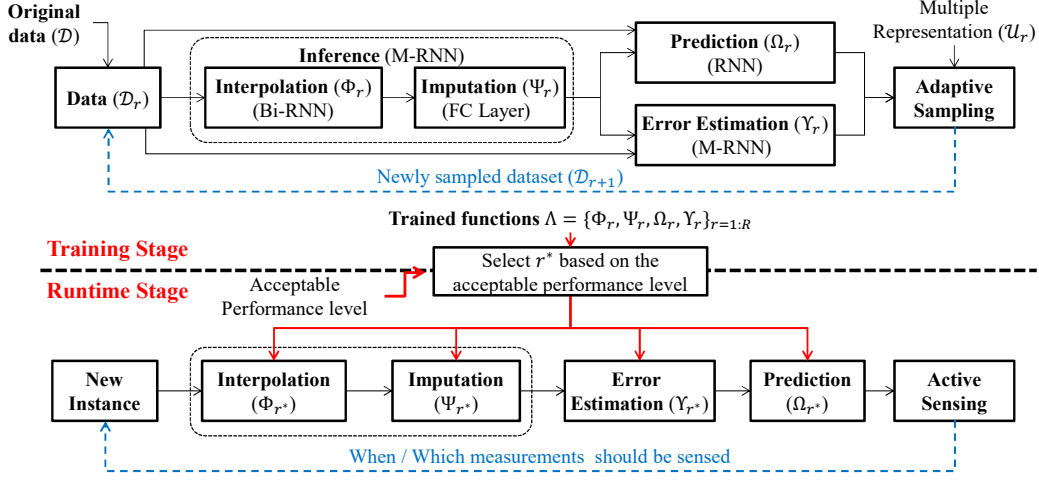 Original
data (𝒟)
Multiple
Representation (𝒰ᵣ)
Inference (M-RNN)
Prediction (Ωᵣ)
(RNN)
Data (𝒟ᵣ)
Interpolation (Φᵣ)
(Bi-RNN)
Imputation (Ψᵣ)
(FC Layer)
Adaptive
Sampling
Error Estimation (ϒᵣ)
(M-RNN)
Newly sampled dataset (𝒟ᵣ₊₁)
Trained functions Λ = {Φᵣ, Ψᵣ, Ωᵣ, ϒᵣ}ᵣ₌₁:R
Training Stage
Select r* based on the
acceptable performance level
Runtime Stage
Acceptable
Performance level
New
Instance
Interpolation
(Φᵣ*)
Imputation
(Ψᵣ*)
Error
Estimation (ϒᵣ*)
Prediction
(Ωᵣ*)
Active
Sensing
When / Which measurements should be sensed